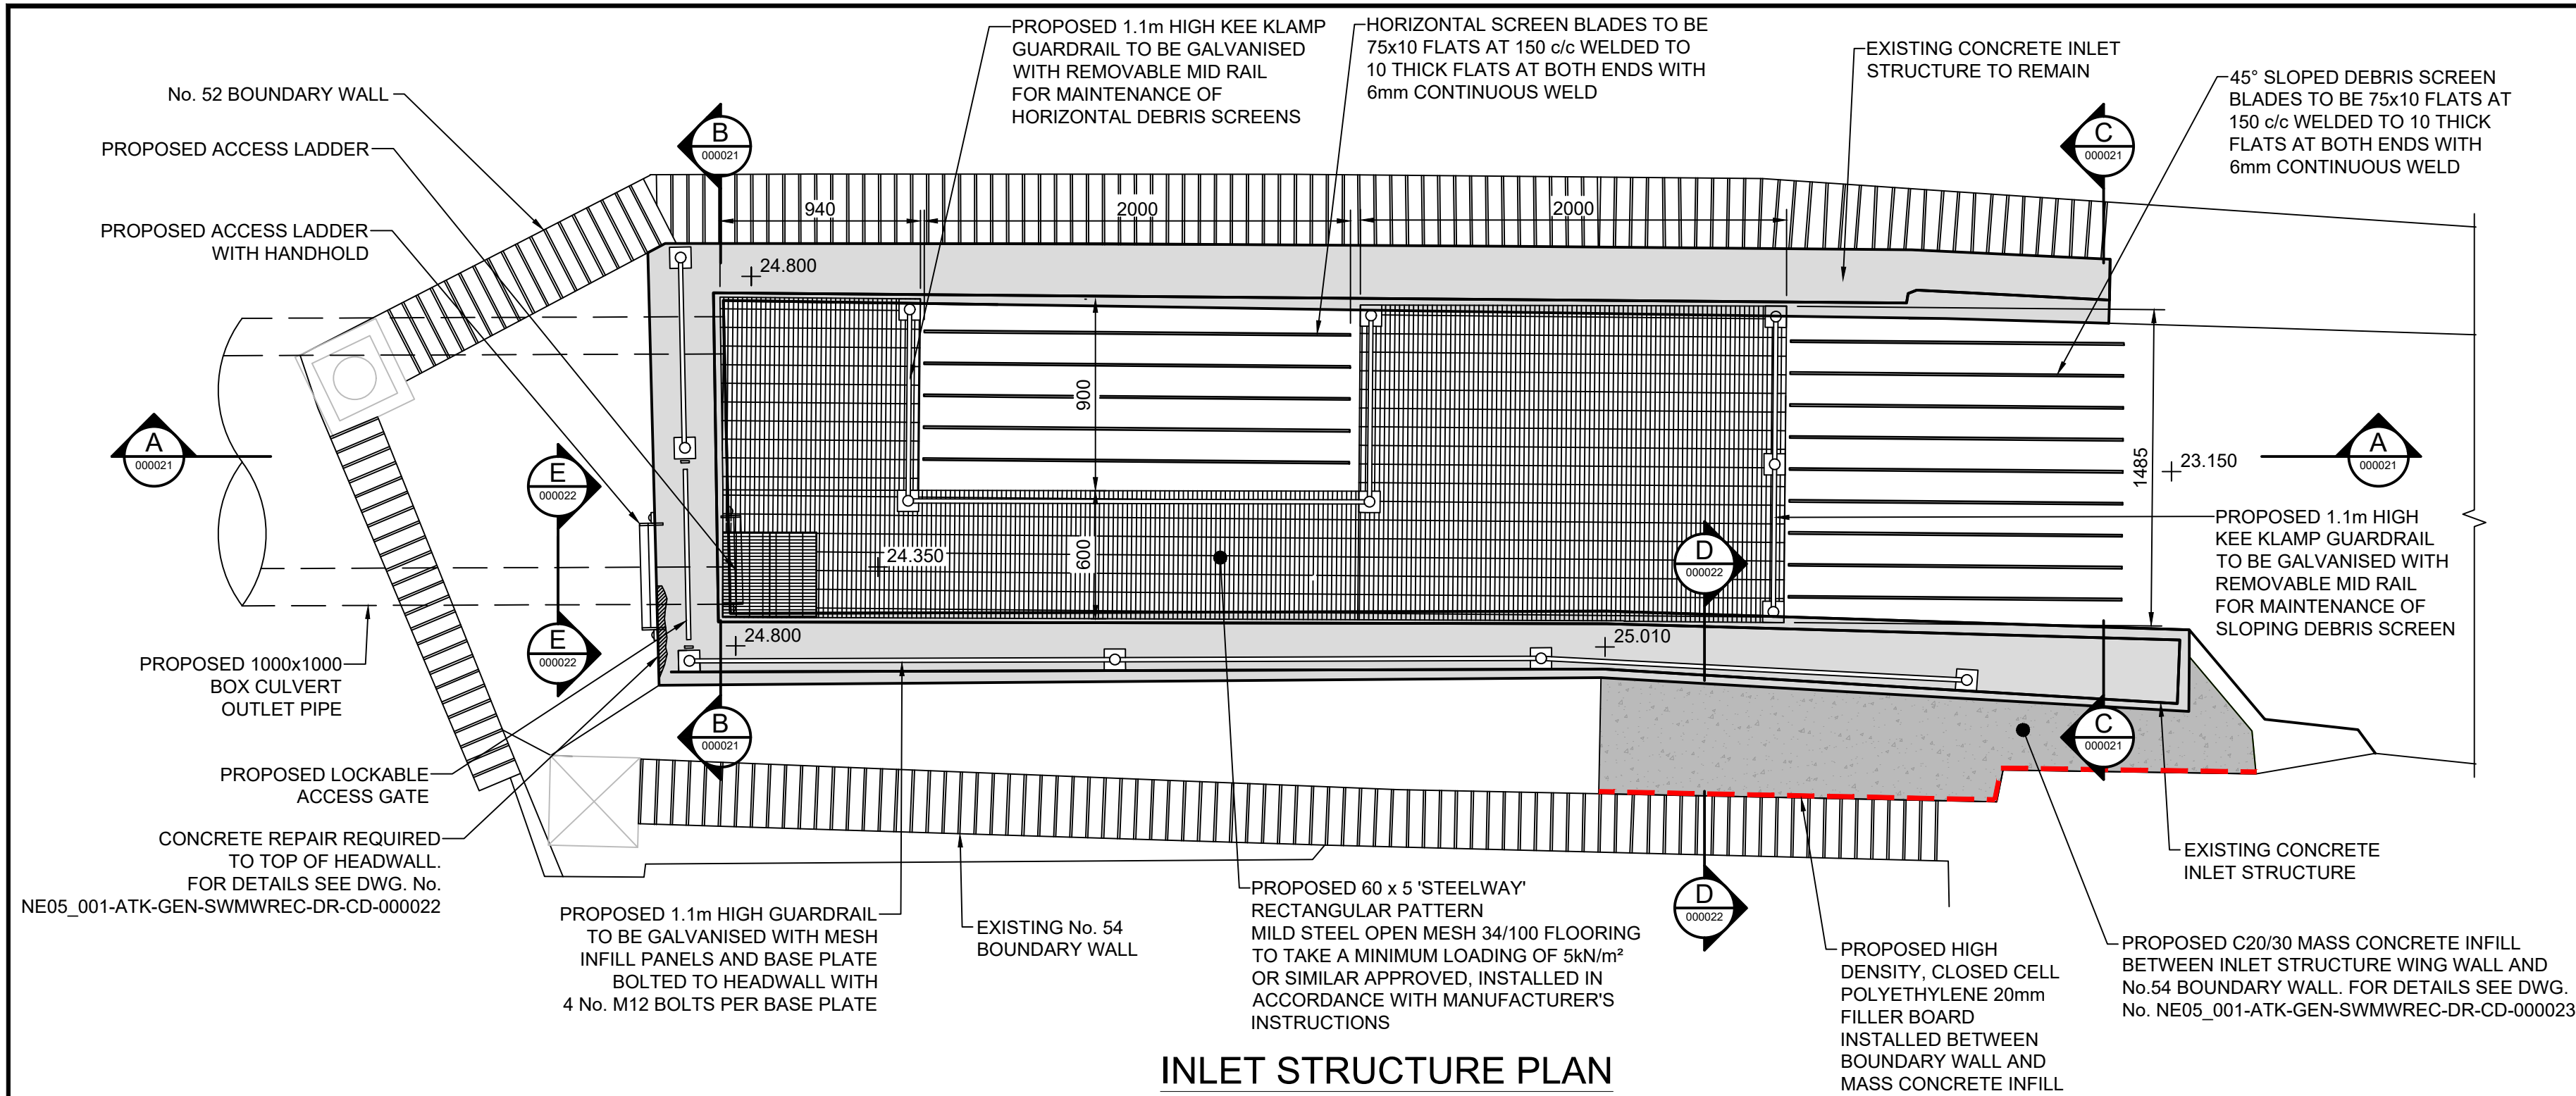 PROPOSED 1.1m HIGH KEE KLAMP
GUARDRAIL TO BE GALVANISED
WITH REMOVABLE MID RAIL
FOR MAINTENANCE OF
HORIZONTAL DEBRIS SCREENS
HORIZONTAL SCREEN BLADES TO BE
75x10 FLATS AT 150 c/c WELDED TO
10 THICK FLATS AT BOTH ENDS WITH
6mm CONTINUOUS WELD
EXISTING CONCRETE INLET
STRUCTURE TO REMAIN
45° SLOPED DEBRIS SCREEN
BLADES TO BE 75x10 FLATS AT
150 c/c WELDED TO 10 THICK
FLATS AT BOTH ENDS WITH
6mm CONTINUOUS WELD
No. 52 BOUNDARY WALL
PROPOSED ACCESS LADDER
PROPOSED ACCESS LADDER
WITH HANDHOLD
B
000021
C
000021
940
2000
2000
24.800
900
A
000021
E
000022
1485
23.150
A
000021
24.350
600
D
000022
PROPOSED 1.1m HIGH
KEE KLAMP GUARDRAIL
TO BE GALVANISED WITH
REMOVABLE MID RAIL
FOR MAINTENANCE OF
SLOPING DEBRIS SCREEN
E
000022
24.800
25.010
PROPOSED 1000x1000
BOX CULVERT
OUTLET PIPE
B
000021
C
000021
PROPOSED LOCKABLE
ACCESS GATE
CONCRETE REPAIR REQUIRED
TO TOP OF HEADWALL.
FOR DETAILS SEE DWG. No.
NE05_001-ATK-GEN-SWMWREC-DR-CD-000022
PROPOSED 1.1m HIGH GUARDRAIL
TO BE GALVANISED WITH MESH
INFILL PANELS AND BASE PLATE
BOLTED TO HEADWALL WITH
4 No. M12 BOLTS PER BASE PLATE
EXISTING No. 54
BOUNDARY WALL
PROPOSED 60 x 5 'STEELWAY'
RECTANGULAR PATTERN
MILD STEEL OPEN MESH 34/100 FLOORING
TO TAKE A MINIMUM LOADING OF 5kN/m²
OR SIMILAR APPROVED, INSTALLED IN
ACCORDANCE WITH MANUFACTURER'S
INSTRUCTIONS
D
000022
EXISTING CONCRETE
INLET STRUCTURE
PROPOSED HIGH
DENSITY, CLOSED CELL
POLYETHYLENE 20mm
FILLER BOARD
INSTALLED BETWEEN
BOUNDARY WALL AND
MASS CONCRETE INFILL
PROPOSED C20/30 MASS CONCRETE INFILL
BETWEEN INLET STRUCTURE WING WALL AND
No.54 BOUNDARY WALL. FOR DETAILS SEE DWG.
No. NE05_001-ATK-GEN-SWMWREC-DR-CD-000023
INLET STRUCTURE PLAN